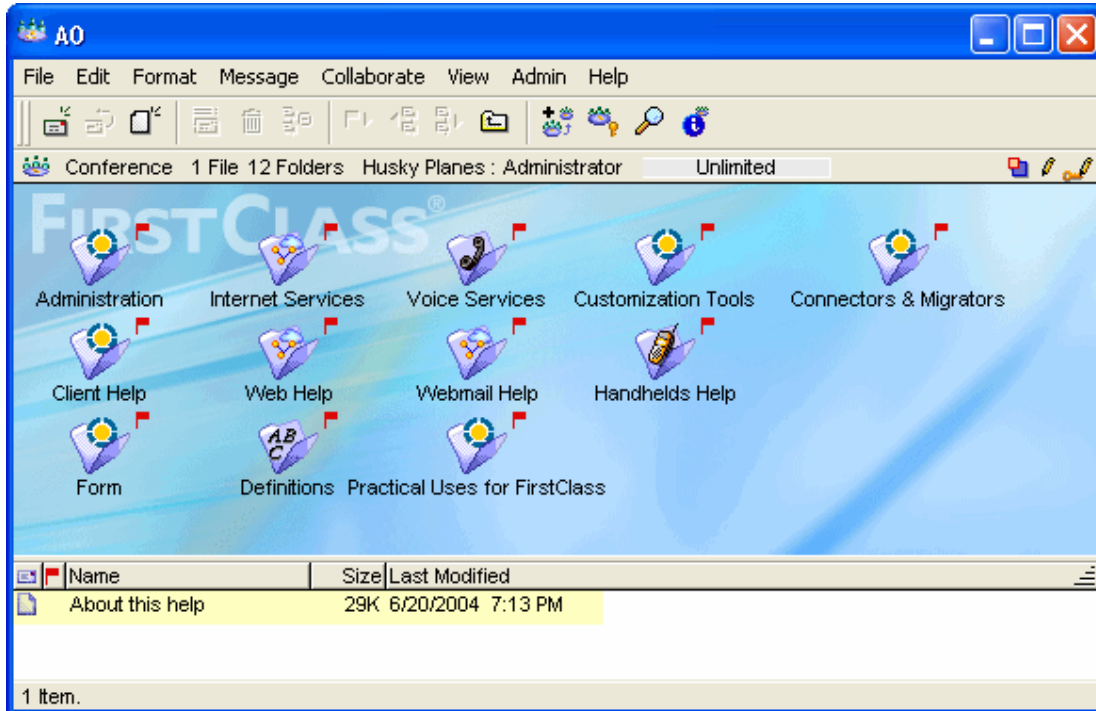 AO
File Edit Format Message Collaborate View Admin Help
Conference 1 File 12 Folders Husky Planes : Administrator Unlimited
FIRSTCLASS®
Administration Internet Services Voice Services Customization Tools Connectors & Migrators
Client Help Web Help Webmail Help Handhelds Help
ABC
Form Definitions Practical Uses for FirstClass
Name Size Last Modified
About this help 29K 6/20/2004 7:13 PM
1 Item.